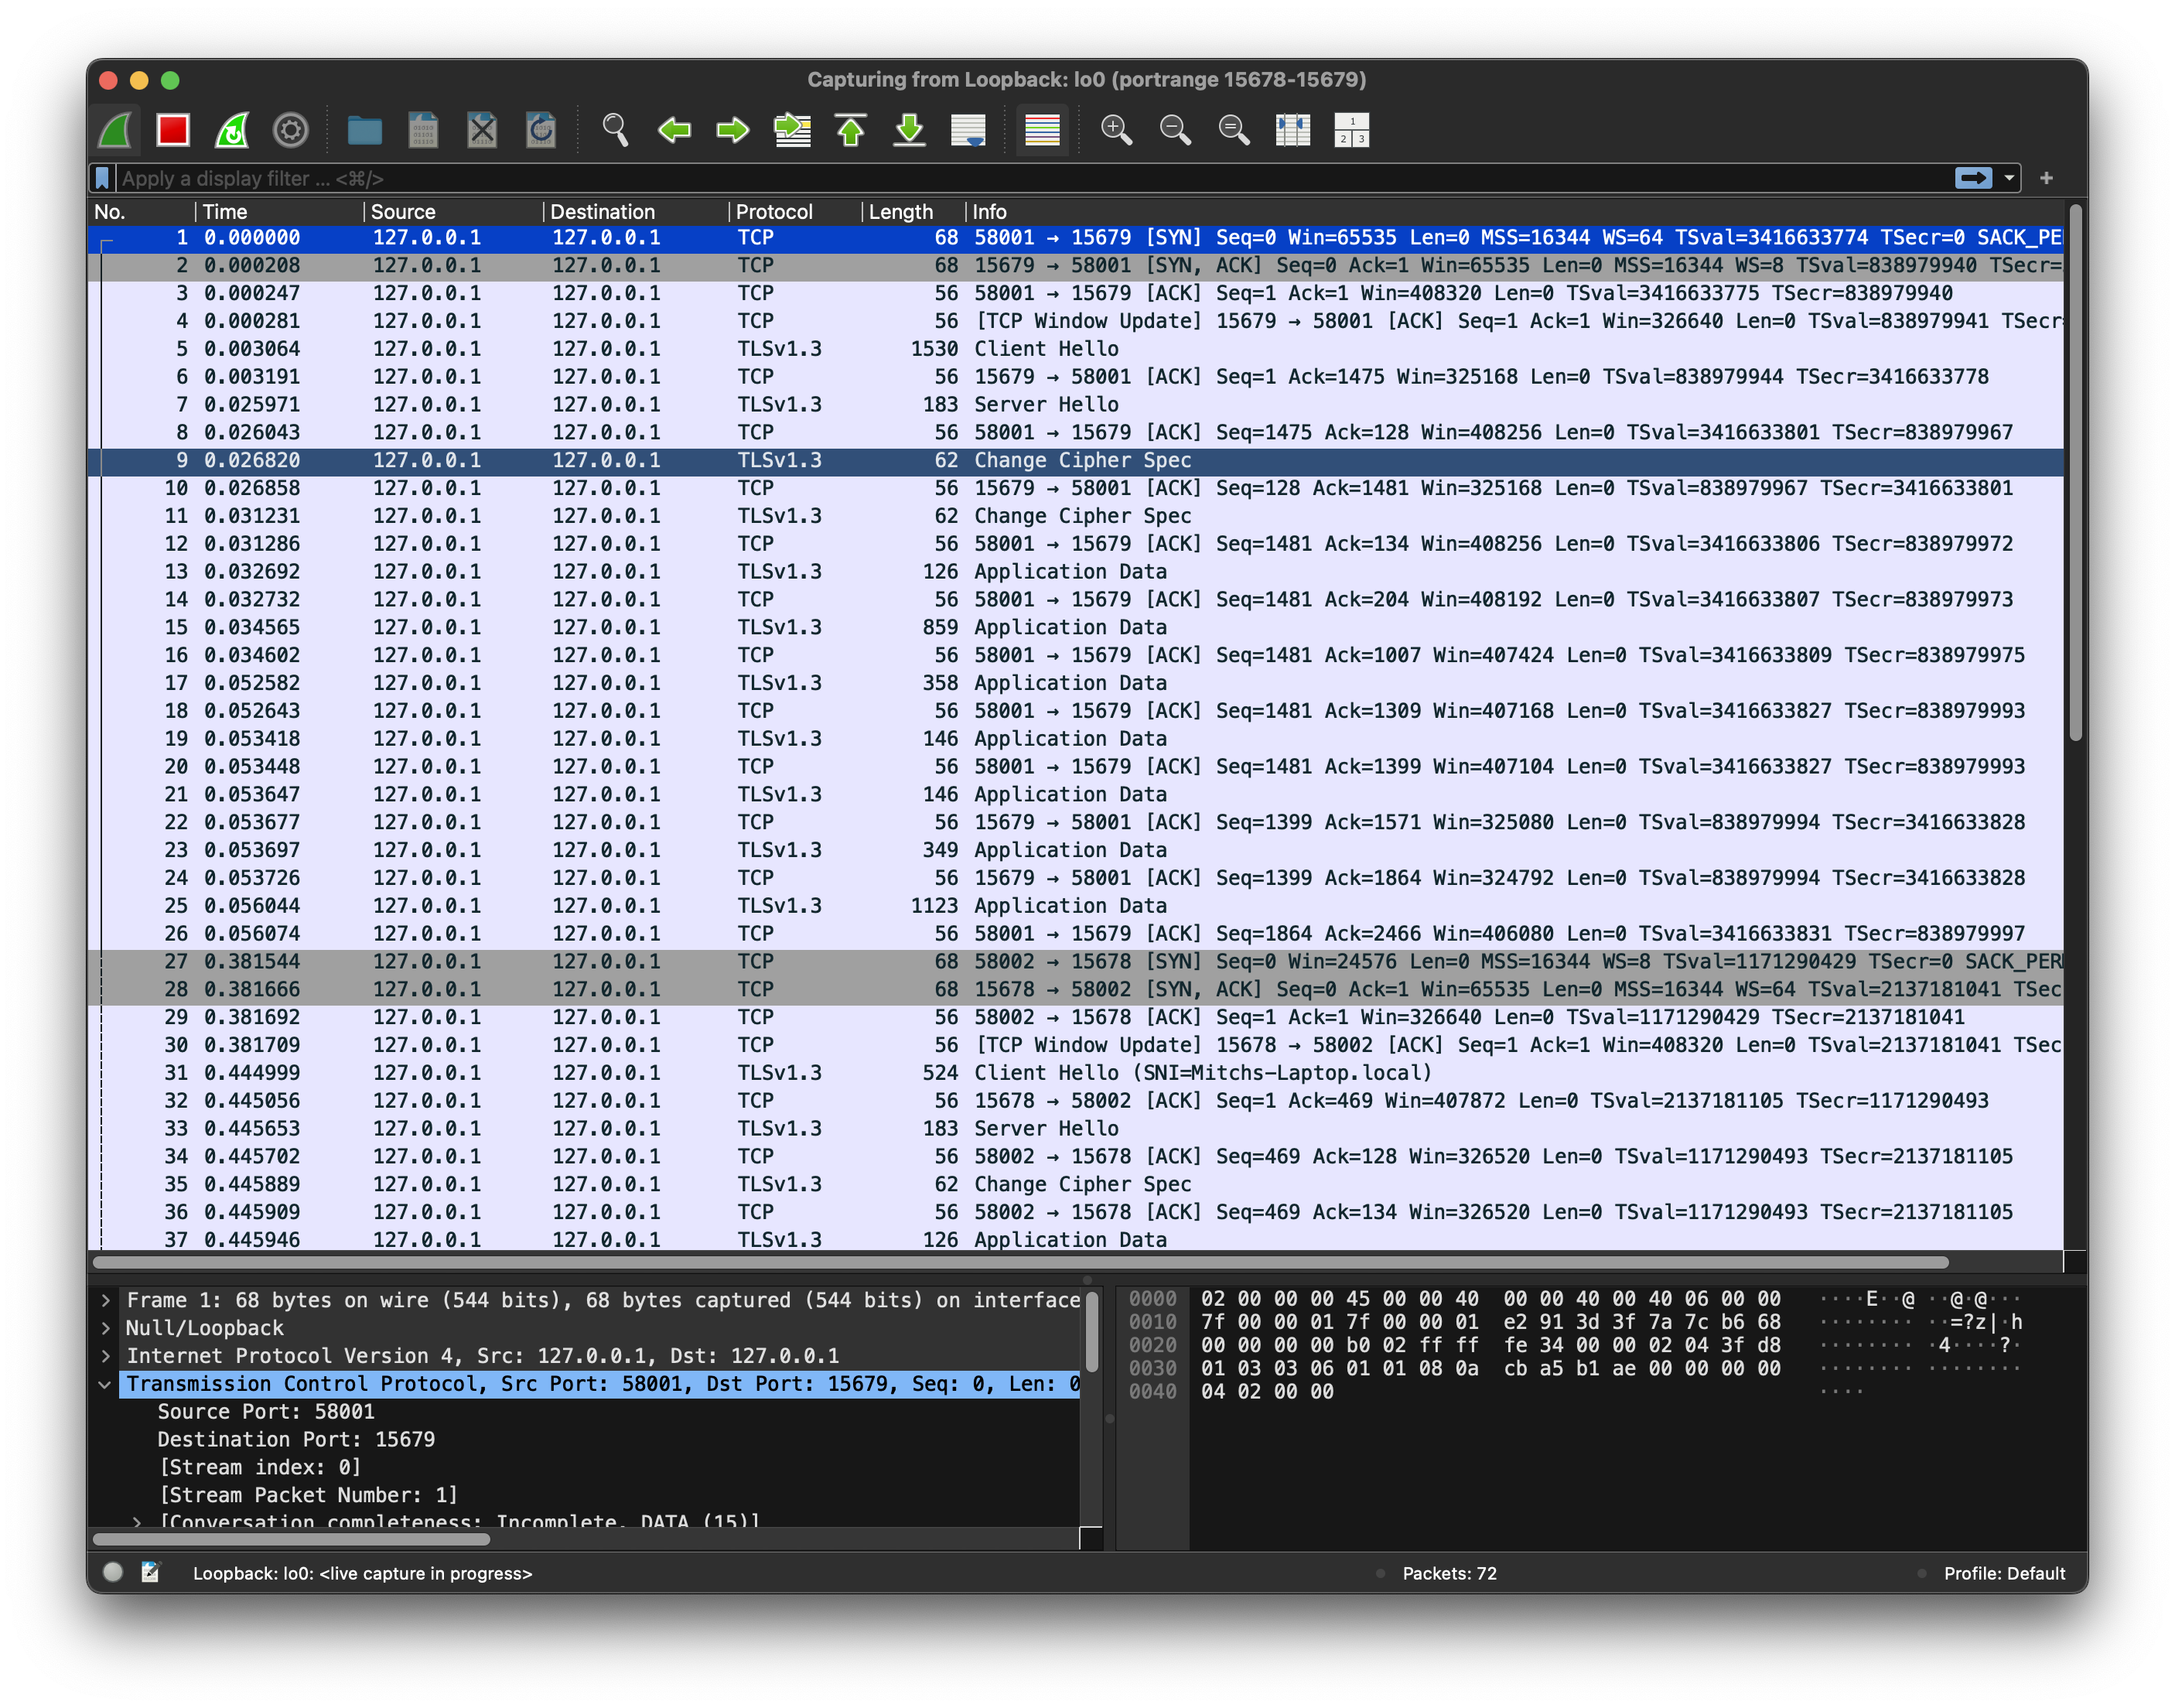 Capturing from Loopback: lo0 (portrange 15678-15679)
Apply a display filter ... <⌘/>
No. Time Source Destination Protocol Length Info
1 0.000000 127.0.0.1 127.0.0.1 TCP 68 58001 → 15679 [SYN] Seq=0 Win=65535 Len=0 MSS=16344 WS=64 TSval=3416633774 TSecr=0 SACK_PE
2 0.000208 127.0.0.1 127.0.0.1 TCP 68 15679 → 58001 [SYN, ACK] Seq=0 Ack=1 Win=65535 Len=0 MSS=16344 WS=8 TSval=838979940 TSecr=
3 0.000247 127.0.0.1 127.0.0.1 TCP 56 58001 → 15679 [ACK] Seq=1 Ack=1 Win=408320 Len=0 TSval=3416633775 TSecr=838979940
4 0.000281 127.0.0.1 127.0.0.1 TCP 56 [TCP Window Update] 15679 → 58001 [ACK] Seq=1 Ack=1 Win=326640 Len=0 TSval=838979941 TSecr
5 0.003064 127.0.0.1 127.0.0.1 TLSv1.3 1530 Client Hello
6 0.003191 127.0.0.1 127.0.0.1 TCP 56 15679 → 58001 [ACK] Seq=1 Ack=1475 Win=325168 Len=0 TSval=838979944 TSecr=3416633778
7 0.025971 127.0.0.1 127.0.0.1 TLSv1.3 183 Server Hello
8 0.026043 127.0.0.1 127.0.0.1 TCP 56 58001 → 15679 [ACK] Seq=1475 Ack=128 Win=408256 Len=0 TSval=3416633801 TSecr=838979967
9 0.026820 127.0.0.1 127.0.0.1 TLSv1.3 62 Change Cipher Spec
10 0.026858 127.0.0.1 127.0.0.1 TCP 56 15679 → 58001 [ACK] Seq=128 Ack=1481 Win=325168 Len=0 TSval=838979967 TSecr=3416633801
11 0.031231 127.0.0.1 127.0.0.1 TLSv1.3 62 Change Cipher Spec
12 0.031286 127.0.0.1 127.0.0.1 TCP 56 58001 → 15679 [ACK] Seq=1481 Ack=134 Win=408256 Len=0 TSval=3416633806 TSecr=838979972
13 0.032692 127.0.0.1 127.0.0.1 TLSv1.3 126 Application Data
14 0.032732 127.0.0.1 127.0.0.1 TCP 56 58001 → 15679 [ACK] Seq=1481 Ack=204 Win=408192 Len=0 TSval=3416633807 TSecr=838979973
15 0.034565 127.0.0.1 127.0.0.1 TLSv1.3 859 Application Data
16 0.034602 127.0.0.1 127.0.0.1 TCP 56 58001 → 15679 [ACK] Seq=1481 Ack=1007 Win=407424 Len=0 TSval=3416633809 TSecr=838979975
17 0.052582 127.0.0.1 127.0.0.1 TLSv1.3 358 Application Data
18 0.052643 127.0.0.1 127.0.0.1 TCP 56 58001 → 15679 [ACK] Seq=1481 Ack=1309 Win=407168 Len=0 TSval=3416633827 TSecr=838979993
19 0.053418 127.0.0.1 127.0.0.1 TLSv1.3 146 Application Data
20 0.053448 127.0.0.1 127.0.0.1 TCP 56 58001 → 15679 [ACK] Seq=1481 Ack=1399 Win=407104 Len=0 TSval=3416633827 TSecr=838979993
21 0.053647 127.0.0.1 127.0.0.1 TLSv1.3 146 Application Data
22 0.053677 127.0.0.1 127.0.0.1 TCP 56 15679 → 58001 [ACK] Seq=1399 Ack=1571 Win=325080 Len=0 TSval=838979994 TSecr=3416633828
23 0.053697 127.0.0.1 127.0.0.1 TLSv1.3 349 Application Data
24 0.053726 127.0.0.1 127.0.0.1 TCP 56 15679 → 58001 [ACK] Seq=1399 Ack=1864 Win=324792 Len=0 TSval=838979994 TSecr=3416633828
25 0.056044 127.0.0.1 127.0.0.1 TLSv1.3 1123 Application Data
26 0.056074 127.0.0.1 127.0.0.1 TCP 56 58001 → 15679 [ACK] Seq=1864 Ack=2466 Win=406080 Len=0 TSval=3416633831 TSecr=838979997
27 0.381544 127.0.0.1 127.0.0.1 TCP 68 58002 → 15678 [SYN] Seq=0 Win=24576 Len=0 MSS=16344 WS=8 TSval=1171290429 TSecr=0 SACK_PER
28 0.381666 127.0.0.1 127.0.0.1 TCP 68 15678 → 58002 [SYN, ACK] Seq=0 Ack=1 Win=65535 Len=0 MSS=16344 WS=64 TSval=2137181041 TSec
29 0.381692 127.0.0.1 127.0.0.1 TCP 56 58002 → 15678 [ACK] Seq=1 Ack=1 Win=326640 Len=0 TSval=1171290429 TSecr=2137181041
30 0.381709 127.0.0.1 127.0.0.1 TCP 56 [TCP Window Update] 15678 → 58002 [ACK] Seq=1 Ack=1 Win=408320 Len=0 TSval=2137181041 TSec
31 0.444999 127.0.0.1 127.0.0.1 TLSv1.3 524 Client Hello (SNI=Mitchs-Laptop.local)
32 0.445056 127.0.0.1 127.0.0.1 TCP 56 15678 → 58002 [ACK] Seq=1 Ack=469 Win=407872 Len=0 TSval=2137181105 TSecr=1171290493
33 0.445653 127.0.0.1 127.0.0.1 TLSv1.3 183 Server Hello
34 0.445702 127.0.0.1 127.0.0.1 TCP 56 58002 → 15678 [ACK] Seq=469 Ack=128 Win=326520 Len=0 TSval=1171290493 TSecr=2137181105
35 0.445889 127.0.0.1 127.0.0.1 TLSv1.3 62 Change Cipher Spec
36 0.445909 127.0.0.1 127.0.0.1 TCP 56 58002 → 15678 [ACK] Seq=469 Ack=134 Win=326520 Len=0 TSval=1171290493 TSecr=2137181105
37 0.445946 127.0.0.1 127.0.0.1 TLSv1.3 126 Application Data
Frame 1: 68 bytes on wire (544 bits), 68 bytes captured (544 bits) on interface
Null/Loopback
Internet Protocol Version 4, Src: 127.0.0.1, Dst: 127.0.0.1
Transmission Control Protocol, Src Port: 58001, Dst Port: 15679, Seq: 0, Len: 0
Source Port: 58001
Destination Port: 15679
[Stream index: 0]
[Stream Packet Number: 1]
[Conversation completeness: Incomplete, DATA (15)]
0000 02 00 00 00 45 00 00 40 00 00 40 00 40 06 00 00 ····E··@ ··@·@···
0010 7f 00 00 01 7f 00 00 01 e2 91 3d 3f 7a 7c b6 68 ········ ··=?z|·h
0020 00 00 00 00 b0 02 ff ff fe 34 00 00 02 04 3f d8 ········ ·4····?·
0030 01 03 03 06 01 01 08 0a cb a5 b1 ae 00 00 00 00 ········ ········
0040 04 02 00 00 ····
Loopback: lo0: <live capture in progress> Packets: 72 Profile: Default